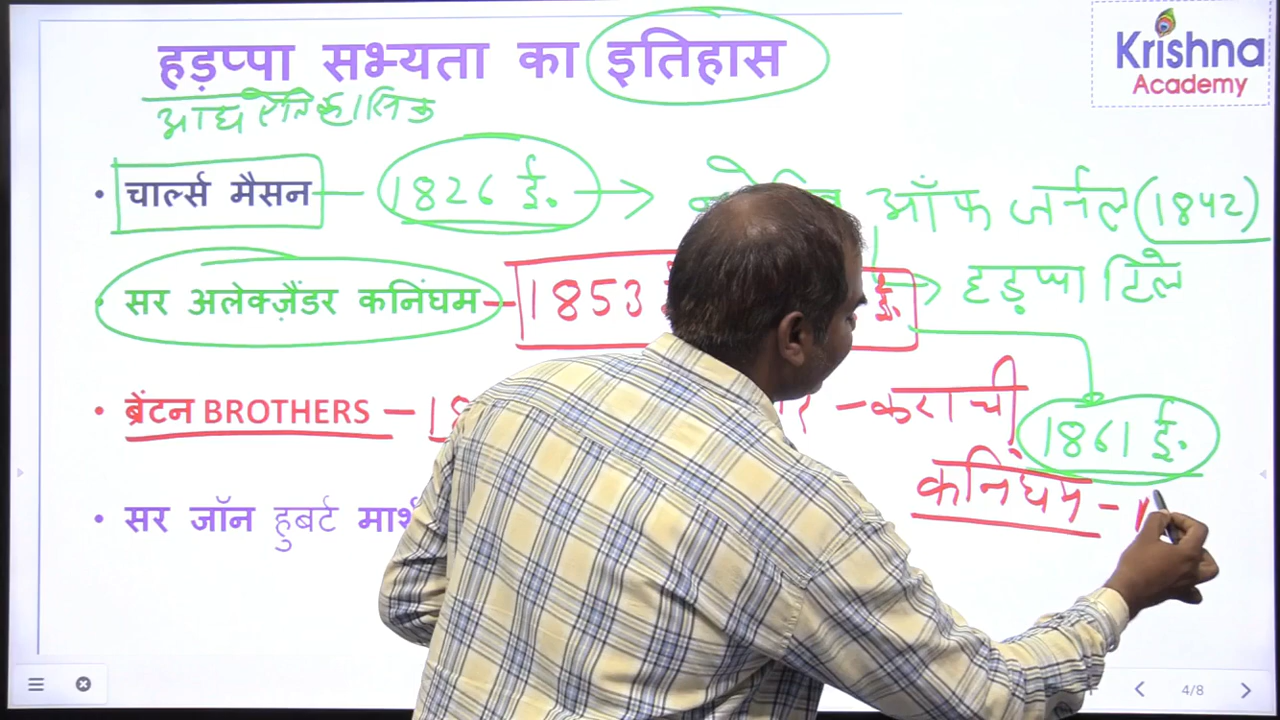 हड़प्पा सभ्यता का इतिहास
Krishna
Academy
आद्य ऐतिहासिक
• चार्ल्स मैसन — 1826 ई. → ऑफ जर्नल (1842)
• सर अलेक्ज़ैंडर कनिंघम — 1853 ई. → हड़प्पा टिले
• ब्रेंटन BROTHERS — 18 – कराची
1861 ई.
कनिंघम –
• सर जॉन हुबर्ट
4/8